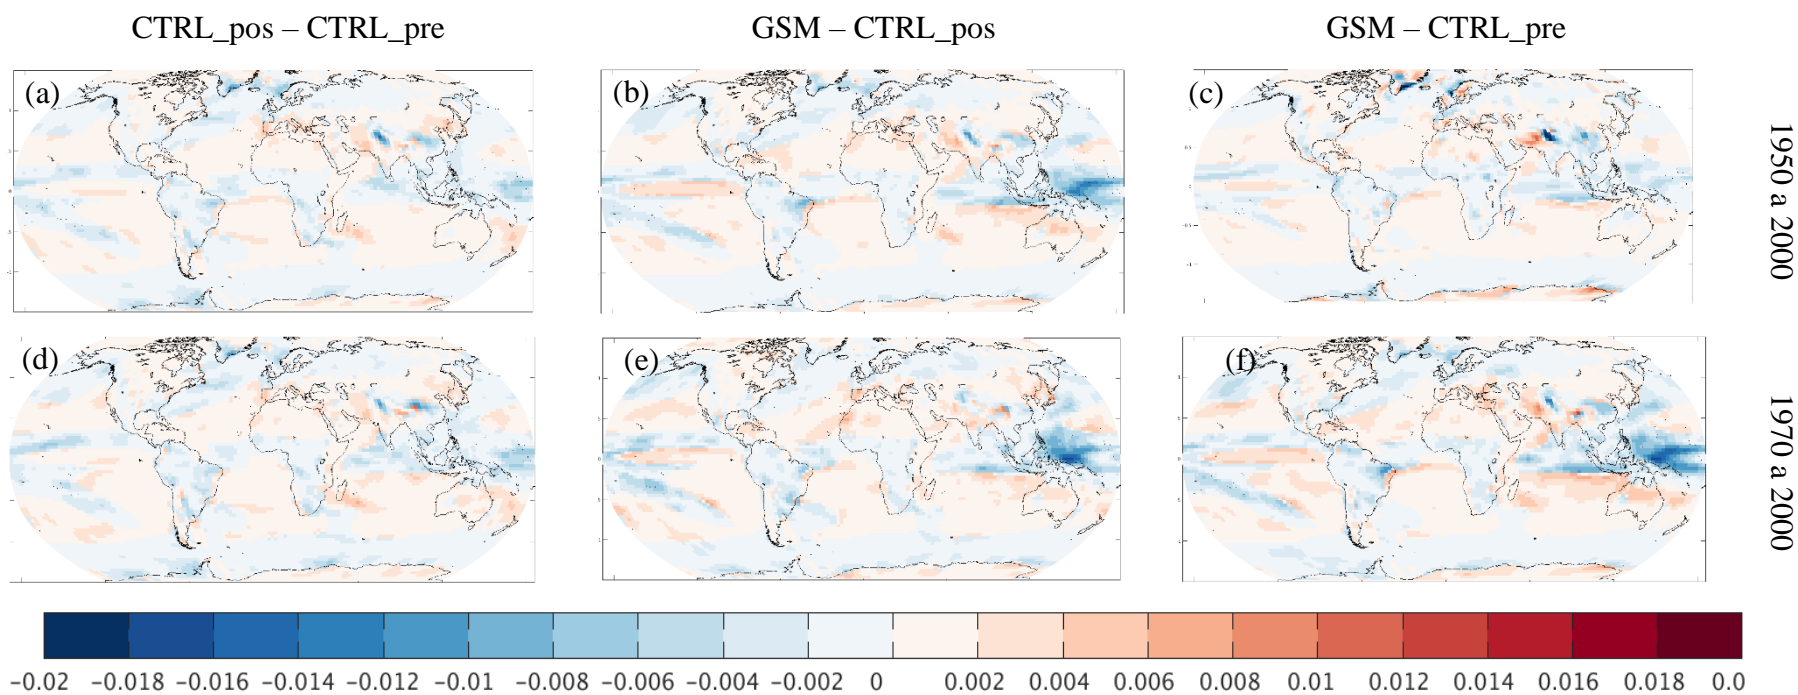 CTRL_pos – CTRL_pre
GSM – CTRL_pos
GSM – CTRL_pre
(a)
(b)
(c)
1950 a 2000
(d)
(e)
(f)
1970 a 2000
−0.02 −0.018 −0.016 −0.014 −0.012 −0.01 −0.008 −0.006 −0.004 −0.002 0 0.002 0.004 0.006 0.008 0.01 0.012 0.014 0.016 0.018 0.0